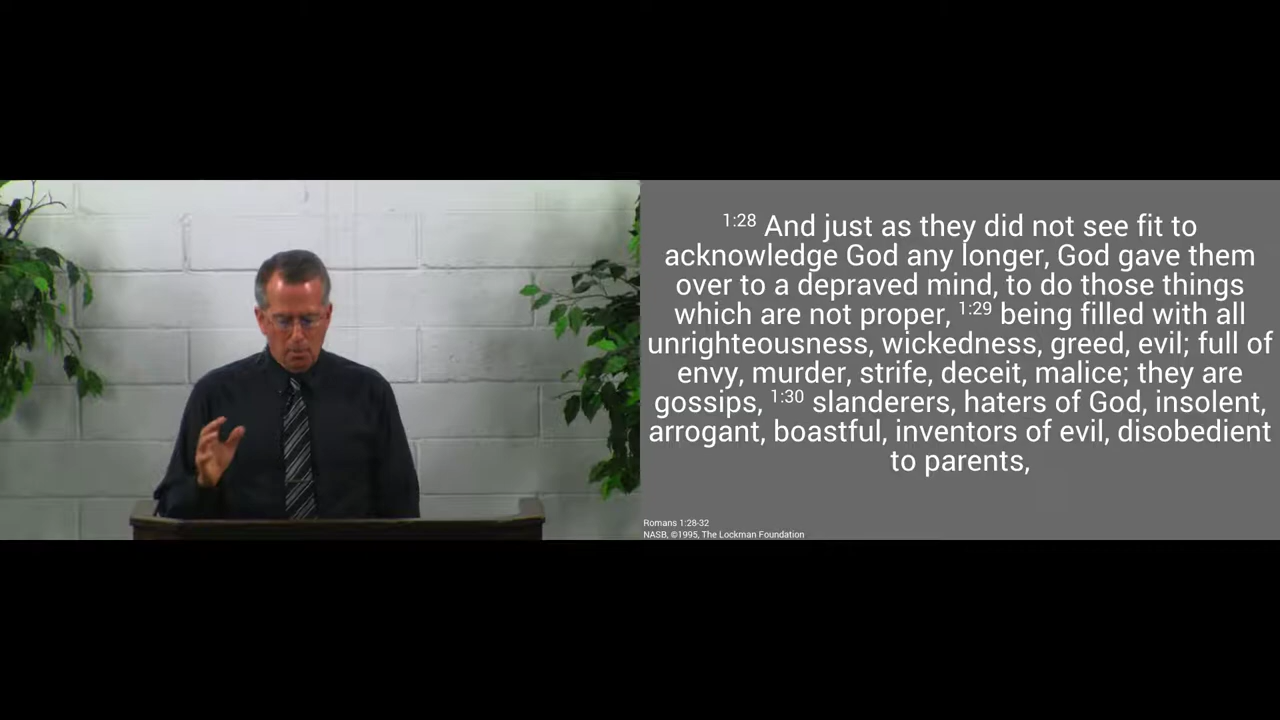 1:28 And just as they did not see fit to
acknowledge God any longer, God gave them
over to a depraved mind, to do those things
which are not proper, 1:29 being filled with all
unrighteousness, wickedness, greed, evil; full of
envy, murder, strife, deceit, malice; they are
gossips, 1:30 slanderers, haters of God, insolent,
arrogant, boastful, inventors of evil, disobedient
to parents,
Romans 1:28-32
NASB, ©1995, The Lockman Foundation